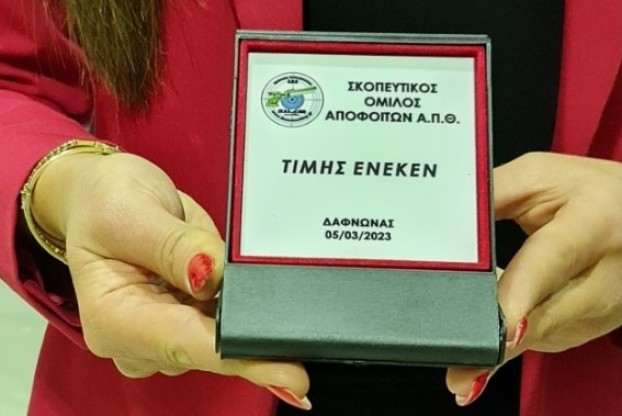 ΣΚΟΠΕΥΤΙΚΟΣ
ΟΜΙΛΟΣ
ΑΠΟΦΟΙΤΩΝ Α.Π.Θ.
ΤΙΜΗΣ ΕΝΕΚΕΝ
ΔΑΦΝΩΝΑΣ
05/03/2023